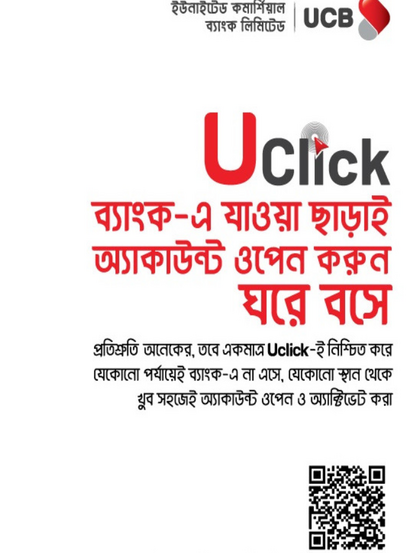 ইউনাইটেড কমার্শিয়াল
ব্যাংক লিমিটেড
UCB
UClick
ব্যাংক-এ যাওয়া ছাড়াই
অ্যাকাউন্ট ওপেন করুন
ঘরে বসে
প্রতিশ্রুতি অনেকের, তবে একমাত্র Uclick-ই নিশ্চিত করে
যেকোনো পর্যায়েই ব্যাংক-এ না এসে, যেকোনো স্থান থেকে
খুব সহজেই অ্যাকাউন্ট ওপেন ও অ্যাক্টিভেট করা